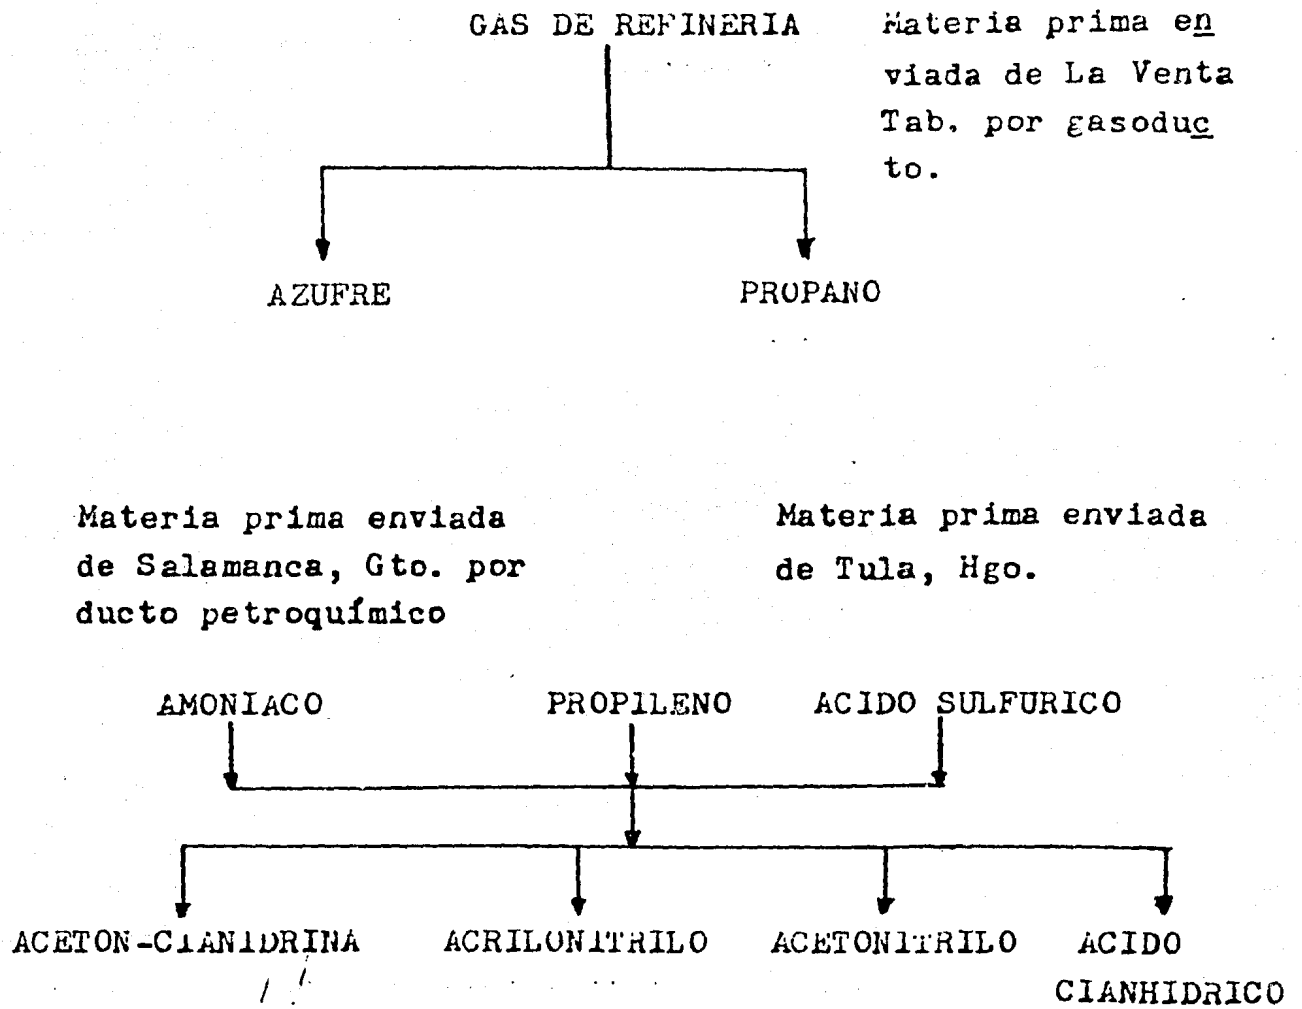 GAS DE REFINERIA
Materia prima en
viada de La Venta
Tab. por gasoduc
to.
AZUFRE
PROPANO
Materia prima enviada
de Salamanca, Gto. por
ducto petroquímico
Materia prima enviada
de Tula, Hgo.
AMONIACO
PROPILENO
ACIDO SULFURICO
ACETON-CIANIDRINA
ACRILONITRILO
ACETONITRILO
ACIDO
CIANHIDRICO